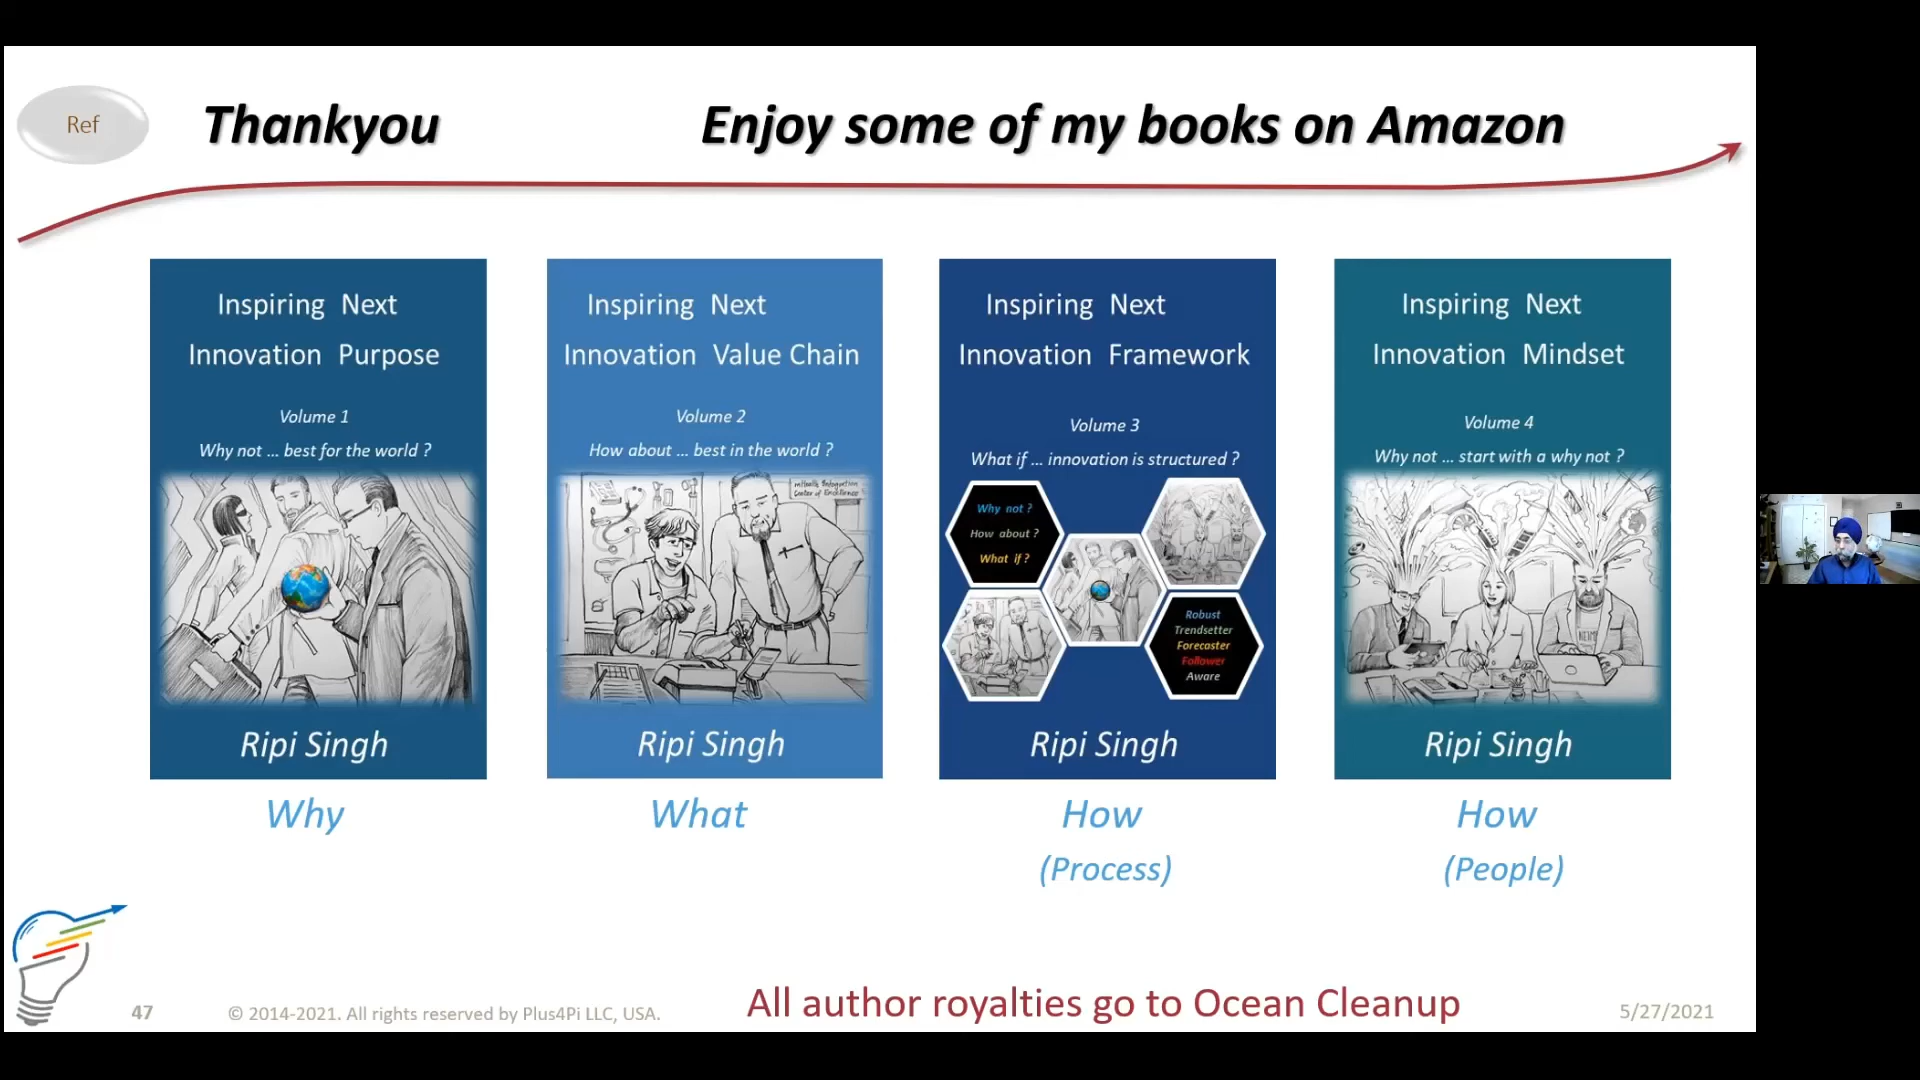 Ref
Thankyou
Enjoy some of my books on Amazon
Inspiring Next
Innovation Purpose
Volume 1
Why not ... best for the world ?
Ripi Singh
Why
Inspiring Next
Innovation Value Chain
Volume 2
How about ... best in the world ?
mHealth Integration
Center of Excellence
Ripi Singh
What
Inspiring Next
Innovation Framework
Volume 3
What if ... innovation is structured ?
Why not ?
How about ?
What if ?
Robust
Trendsetter
Forecaster
Follower
Aware
Ripi Singh
How
(Process)
Inspiring Next
Innovation Mindset
Volume 4
Why not ... start with a why not ?
Ripi Singh
How
(People)
47
© 2014-2021. All rights reserved by Plus4Pi LLC, USA.
All author royalties go to Ocean Cleanup
5/27/2021